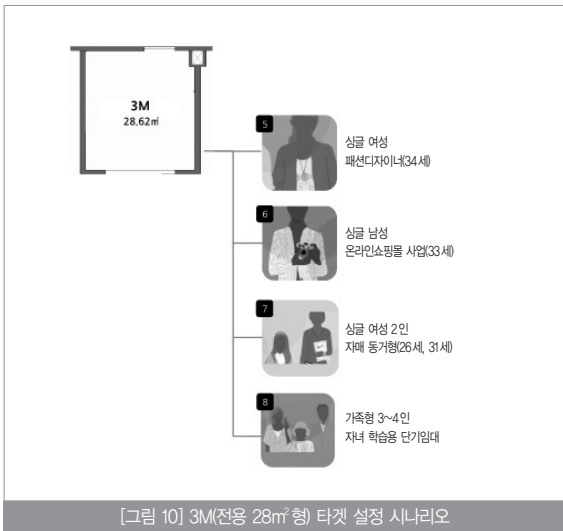 3M
28.62㎡
5
싱글 여성
패션디자이너(34세)
6
싱글 남성
온라인쇼핑몰 사업(33세)
7
싱글 여성 2인
자매 동거형(26세, 31세)
8
가족형 3~4인
자녀 학습용 단기임대
[그림 10] 3M(전용 28m²형) 타겟 설정 시나리오